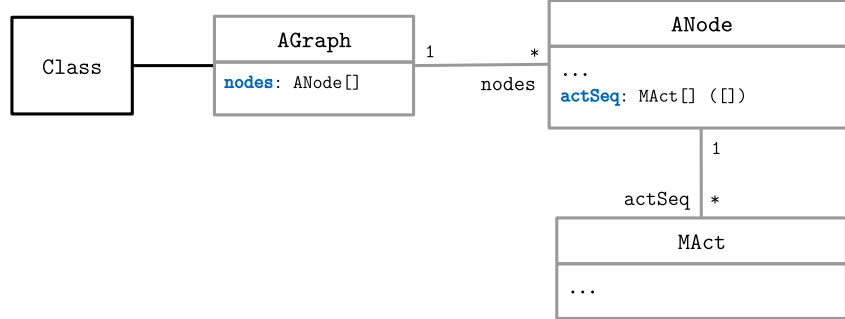 Class
AGraph
nodes: ANode[]
1
*
nodes
ANode
...
actSeq: MAct[] ([])
1
actSeq
*
MAct
...